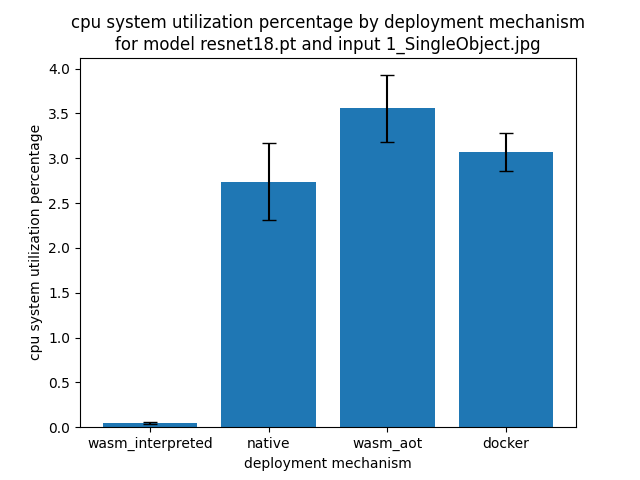 cpu system utilization percentage by deployment mechanism
for model resnet18.pt and input 1_SingleObject.jpg
cpu system utilization percentage
4.0
3.5
3.0
2.5
2.0
1.5
1.0
0.5
0.0
wasm_interpreted native wasm_aot docker
deployment mechanism